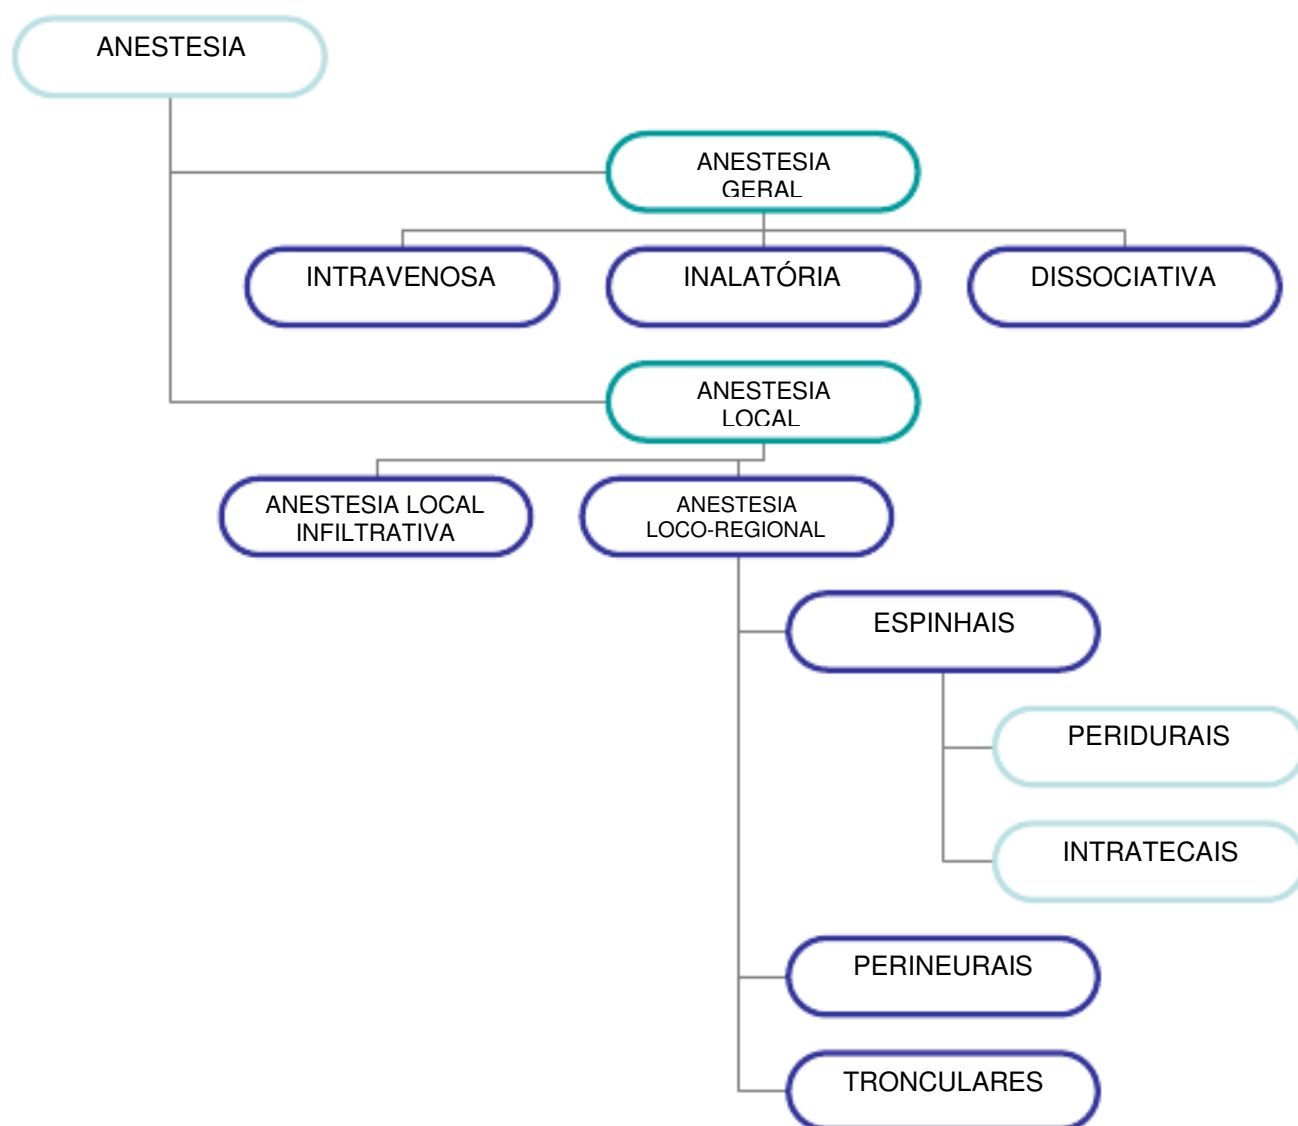 ANESTESIA
ANESTESIA
GERAL
INTRAVENOSA
INALATÓRIA
DISSOCIATIVA
ANESTESIA
LOCAL
ANESTESIA LOCAL
INFILTRATIVA
ANESTESIA
LOCO-REGIONAL
ESPINHAIS
PERIDURAIS
INTRATECAIS
PERINEURAIS
TRONCULARES